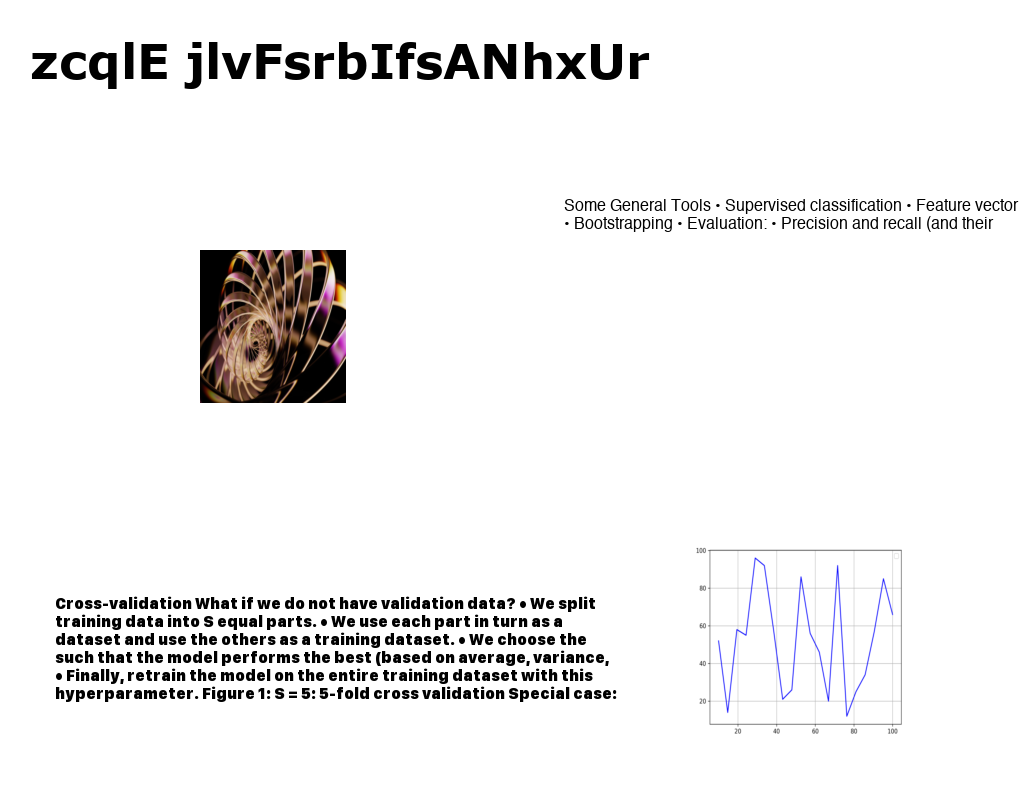 zcqlE jlvFsrbIfsANhxUr
Some General Tools • Supervised classification • Feature vector
• Bootstrapping • Evaluation: • Precision and recall (and their
Cross-validation What if we do not have validation data? • We split
training data into S equal parts. • We use each part in turn as a
dataset and use the others as a training dataset. • We choose the
such that the model performs the best (based on average, variance,
• Finally, retrain the model on the entire training dataset with this
hyperparameter. Figure 1: S = 5: 5-fold cross validation Special case:
100
80
60
40
20
20 40 60 80 100